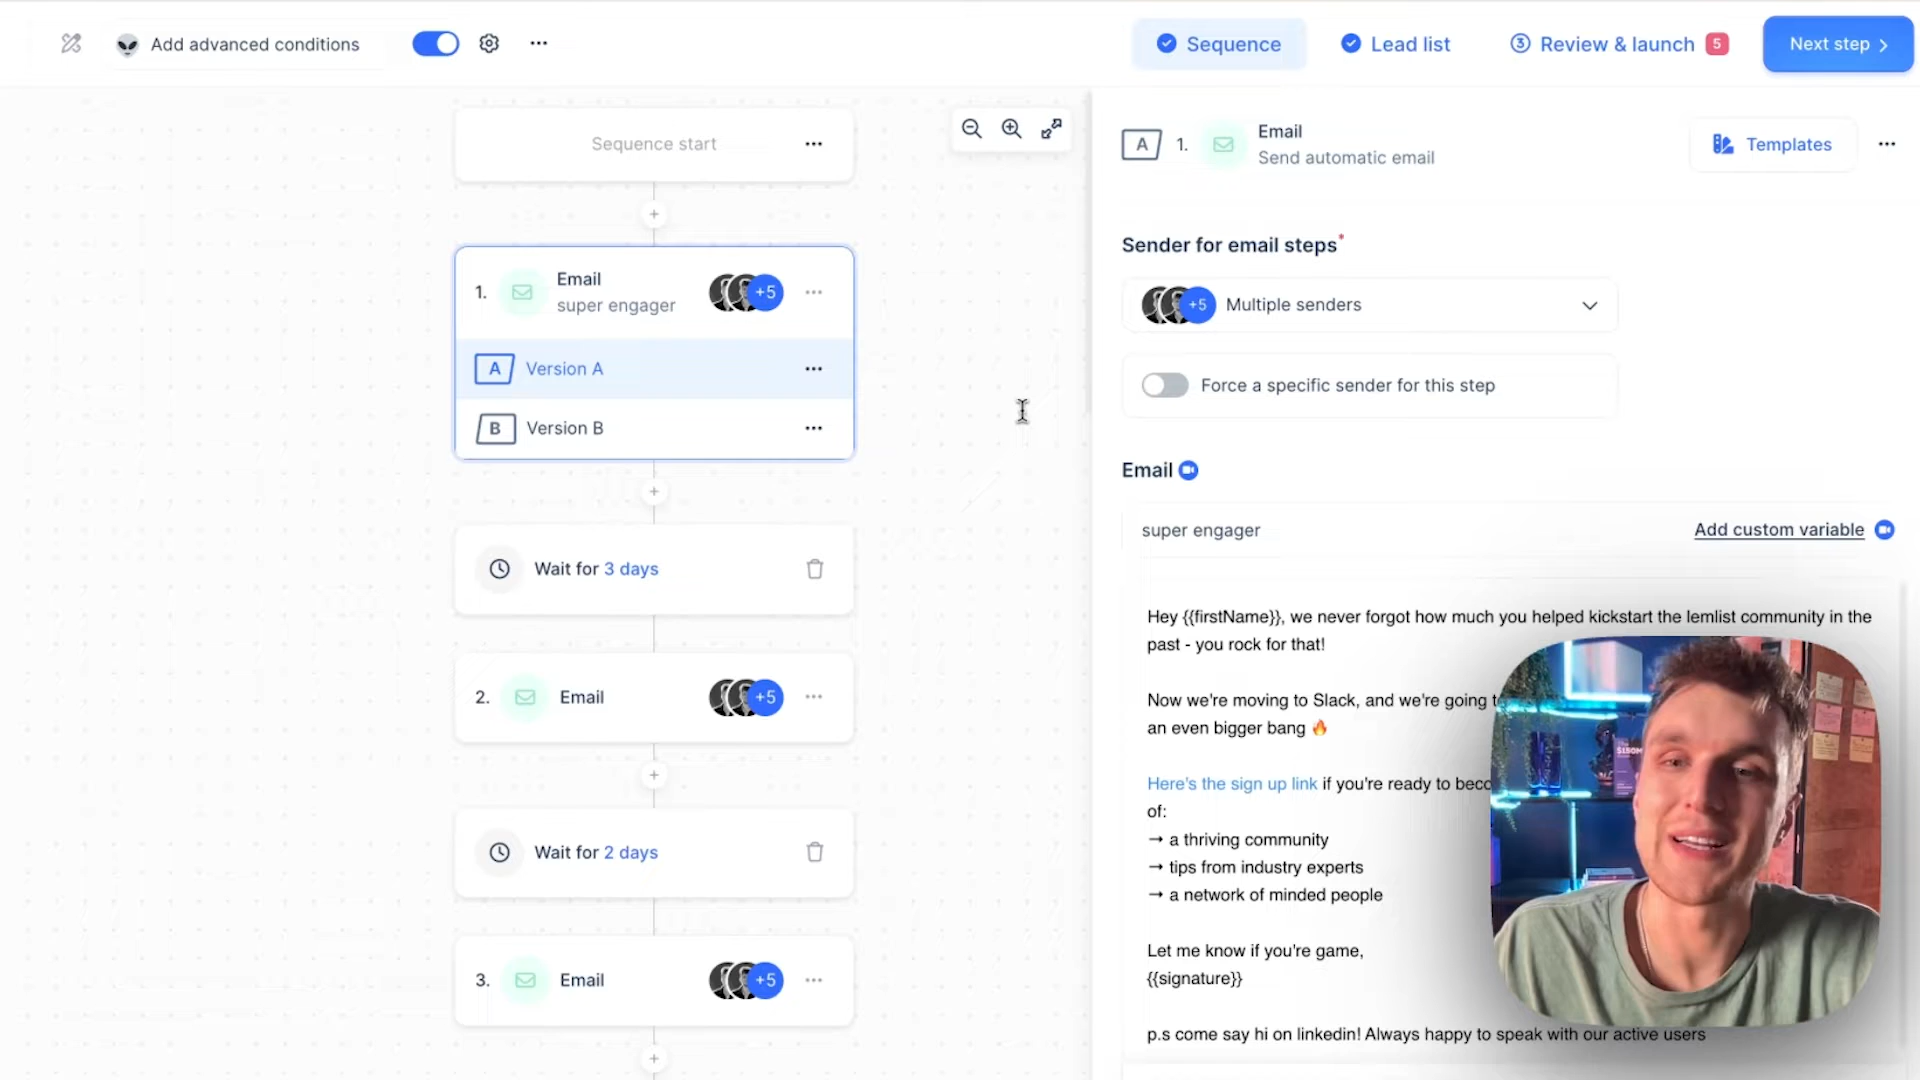 Add advanced conditions
Sequence
Lead list
3 Review & launch 5
Next step
Sequence start
1. Email
super engager
+5
A Version A
B Version B
Wait for 3 days
2. Email +5
Wait for 2 days
3. Email +5
A 1. Email
Send automatic email
Templates
Sender for email steps*
+5 Multiple senders
Force a specific sender for this step
Email
super engager Add custom variable
Hey {{firstName}}, we never forgot how much you helped kickstart the lemlist community in the
past - you rock for that!
Now we're moving to Slack, and we're going
an even bigger bang 🔥
Here's the sign up link if you're ready to
of:
→ a thriving community
→ tips from industry experts
→ a network of minded people
Let me know if you're game,
{{signature}}
p.s come say hi on linkedin! Always happy to speak with our active users